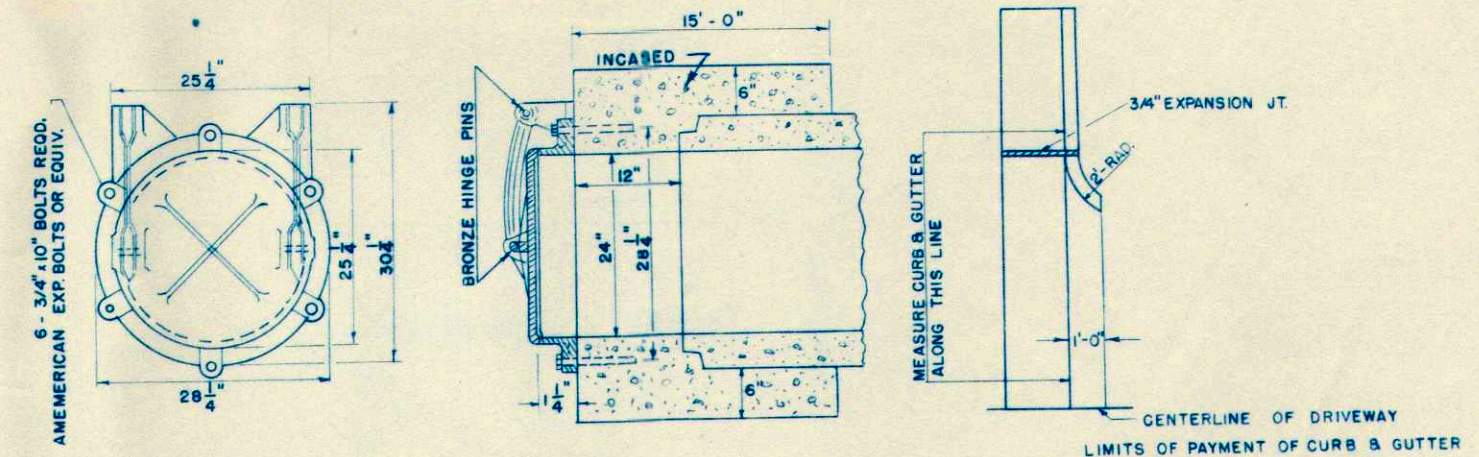 6 - 3/4" x 10" BOLTS REQD.
AMEMERICAN EXP. BOLTS OR EQUIV.
25 1/4"
25 1/4"
30 1/4"
28 1/4"
BRONZE HINGE PINS
15' - 0"
INCASED
6"
12"
24"
28 1/4"
1 1/4"
6"
3/4" EXPANSION JT.
2'- RAD.
MEASURE CURB & GUTTER
ALONG THIS LINE
1'-0"
CENTERLINE OF DRIVEWAY
LIMITS OF PAYMENT OF CURB & GUTTER